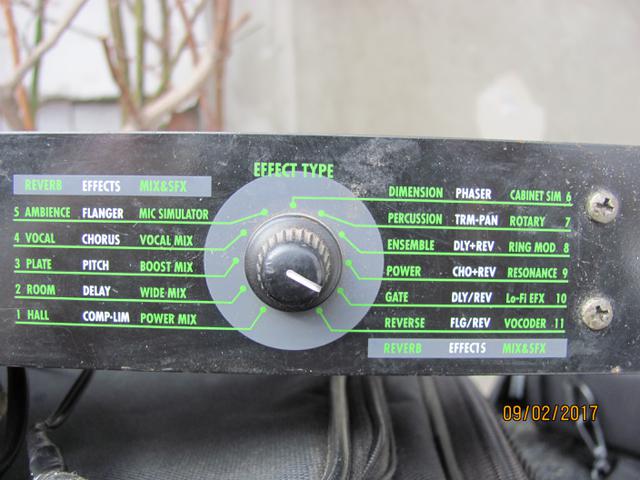 EFFECT TYPE
REVERB EFFECTS MIX&SFX
5 AMBIENCE FLANGER MIC SIMULATOR
4 VOCAL CHORUS VOCAL MIX
3 PLATE PITCH BOOST MIX
2 ROOM DELAY WIDE MIX
1 HALL COMP-LIM POWER MIX
DIMENSION PHASER CABINET SIM 6
PERCUSSION TRM-PAN ROTARY 7
ENSEMBLE DLY+REV RING MOD 8
POWER CHO+REV RESONANCE 9
GATE DLY/REV Lo-Fi EFX 10
REVERSE FLG/REV VOCODER 11
REVERB EFFECTS MIX&SFX
09/02/2017